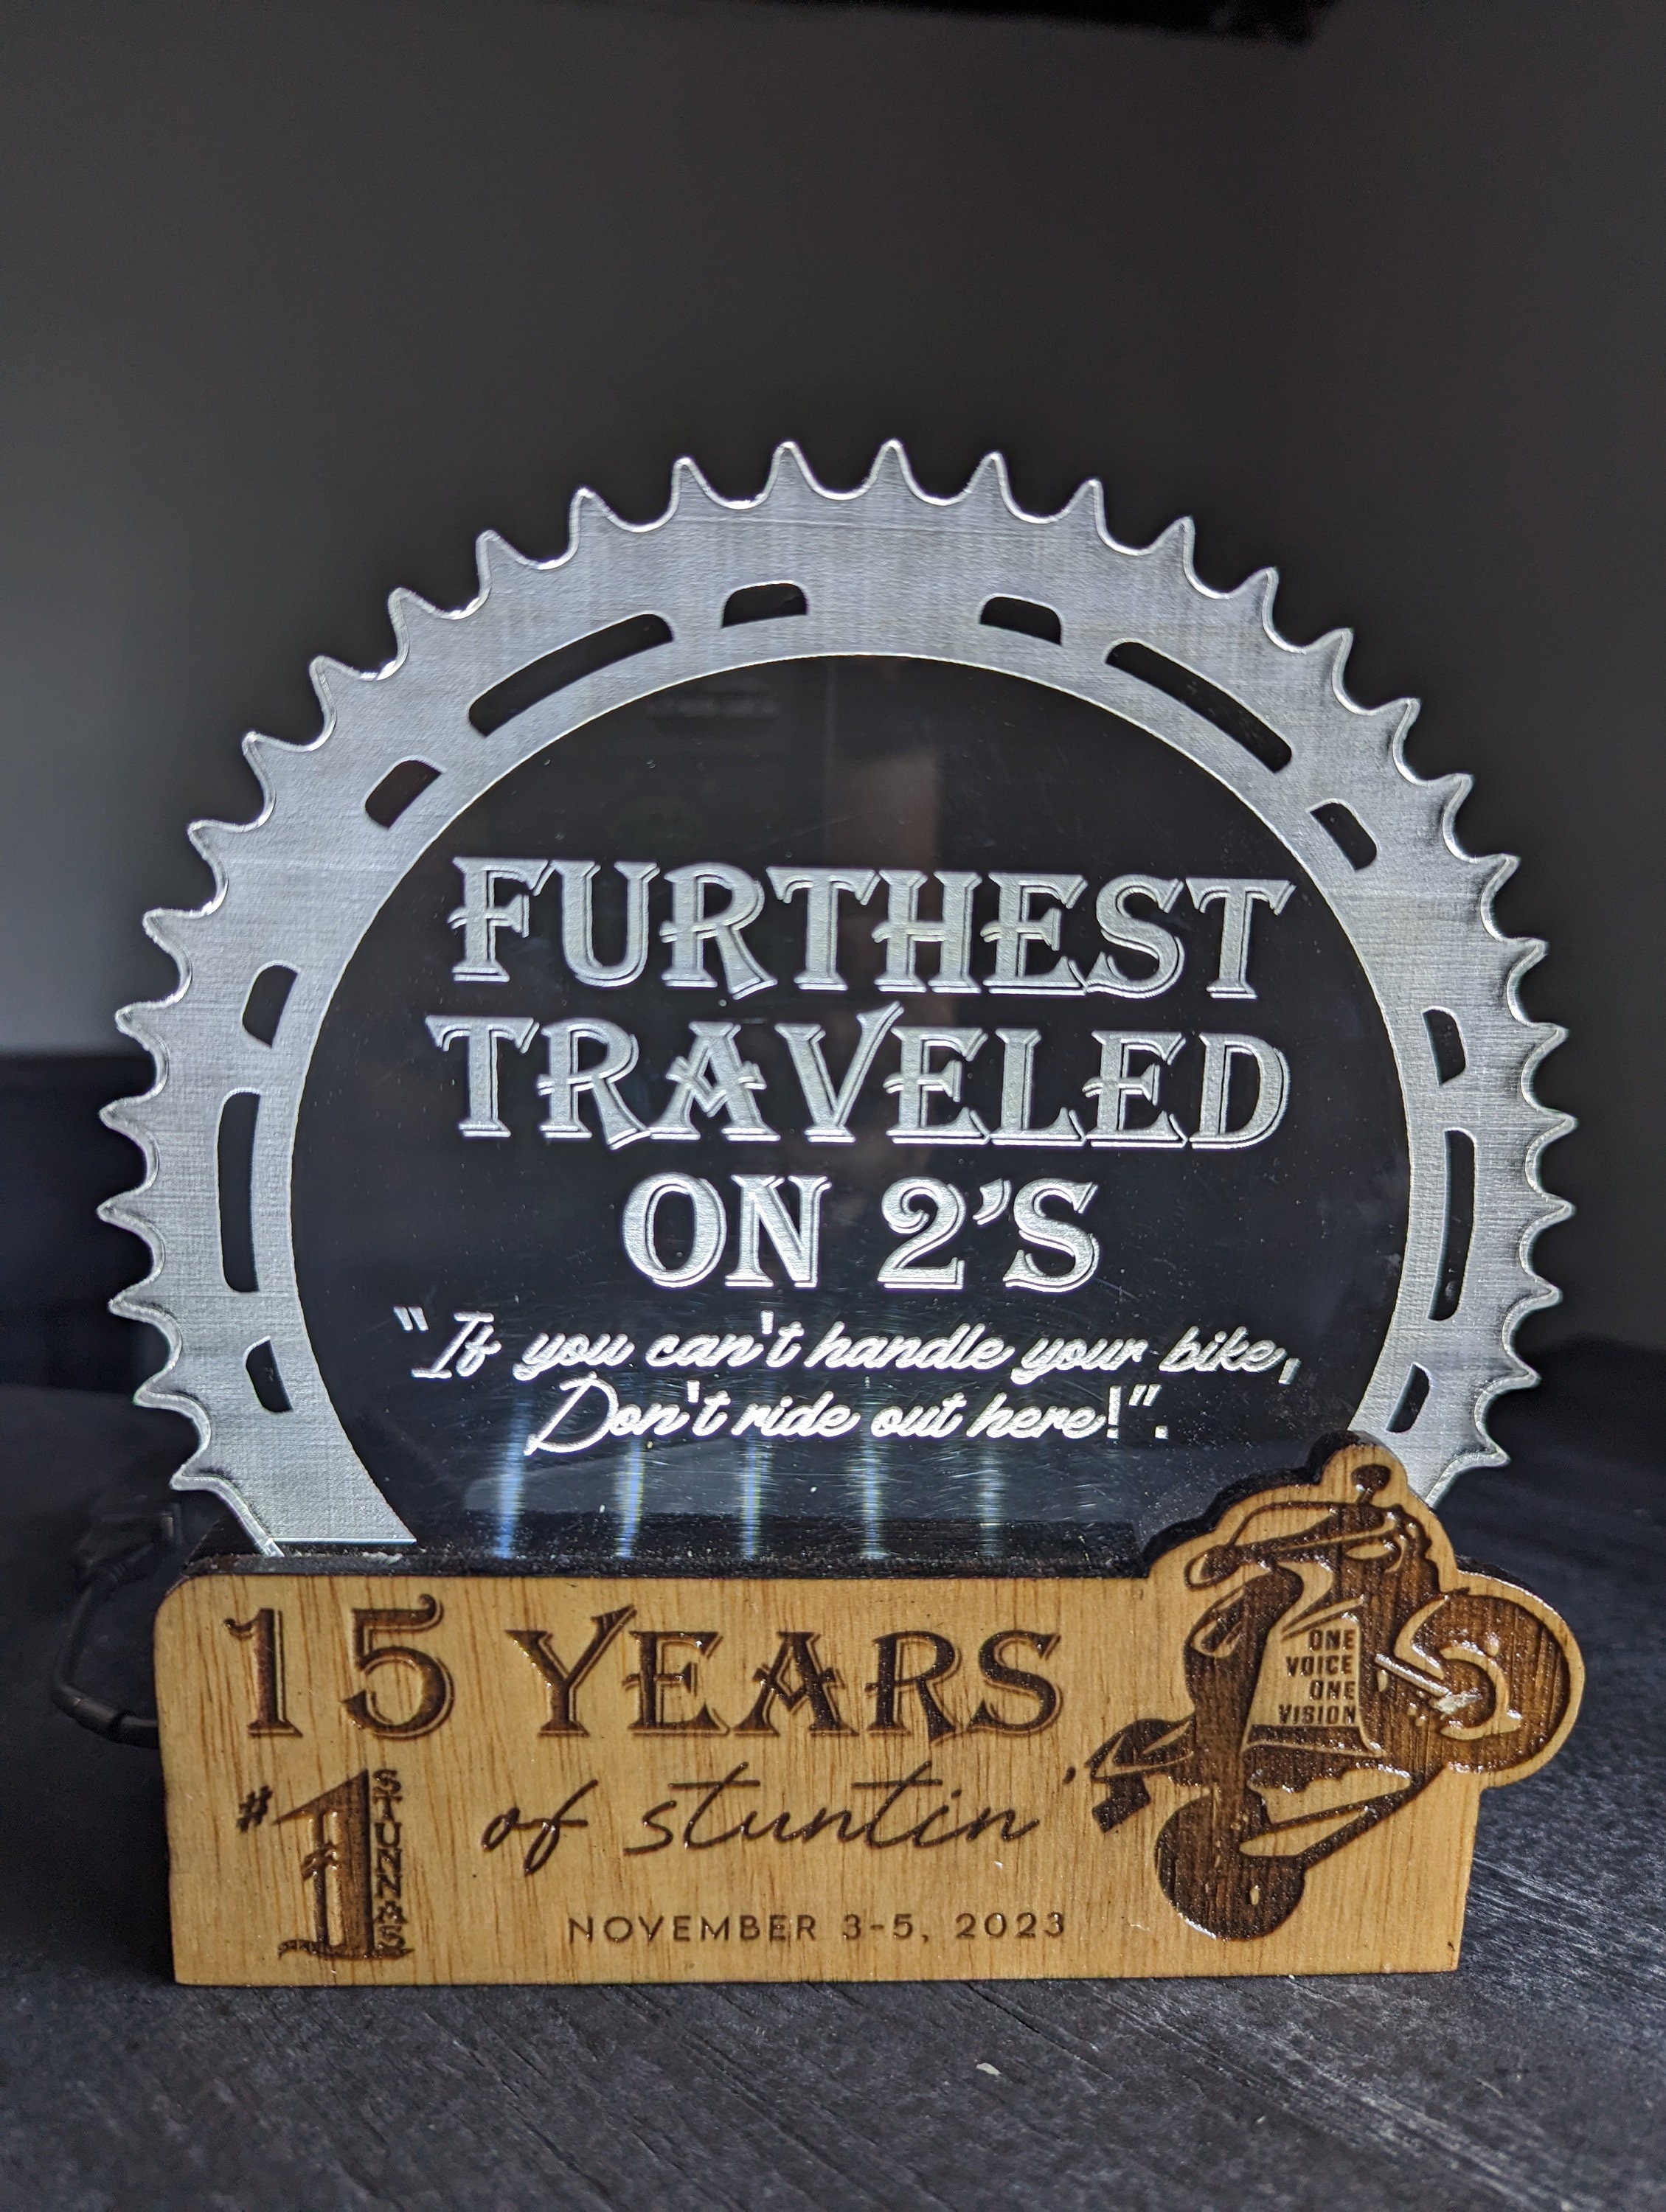 FURTHEST
TRAVELED
ON 2'S
"If you can't handle your bike,
Don't ride out here!".
15 YEARS
of stuntin'
NOVEMBER 3-5, 2023
#1
STUNNAS
ONE
VOICE
ONE
VISION